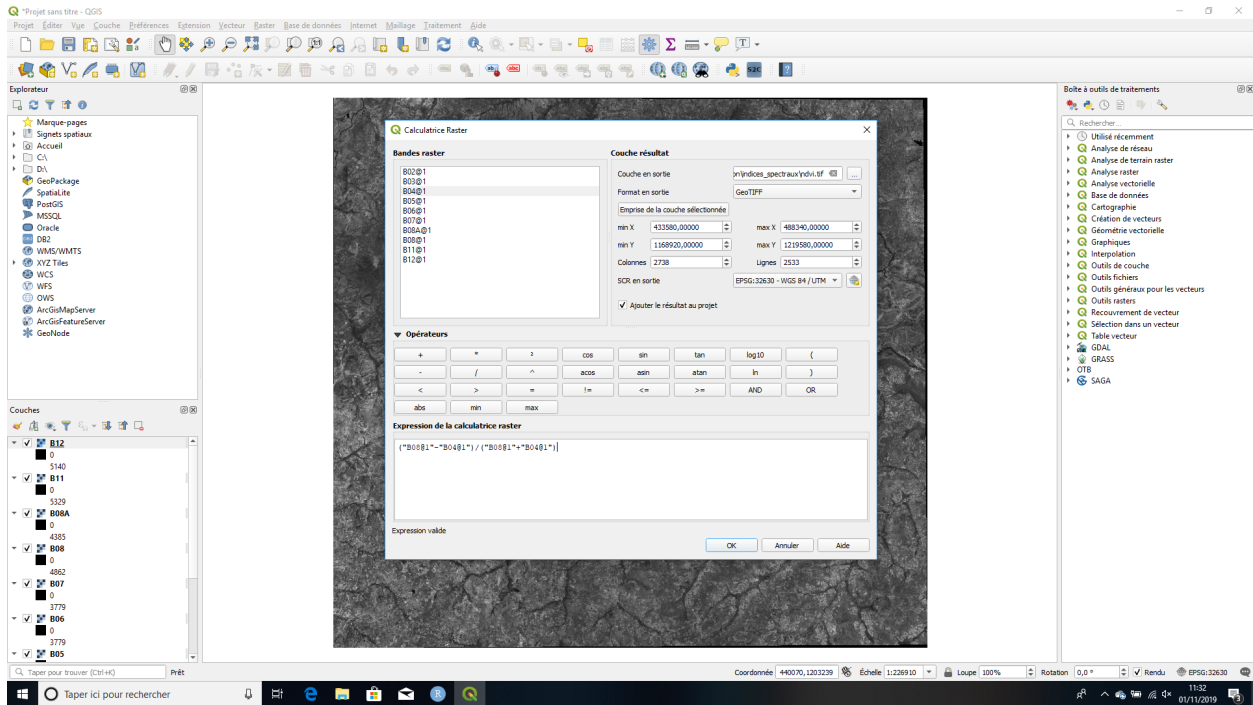 *Projet sans titre - QGIS
Projet Éditer Vue Couche Préférences Extension Vecteur Raster Base de données Internet Maillage Traitement Aide
Explorateur
Marque-pages
Signets spatiaux
Accueil
C:\
D:\
GeoPackage
SpatiaLite
PostGIS
MSSQL
Oracle
DB2
WMS/WMTS
XYZ Tiles
WCS
WFS
OWS
ArcGisMapServer
ArcGisFeatureServer
GeoNode
Couches
B12
0
5140
B11
0
5329
B08A
0
4385
B08
0
4862
B07
0
3779
B06
0
3779
B05
Calculatrice Raster
Bandes raster
B02@1
B03@1
B04@1
B05@1
B06@1
B07@1
B08A@1
B08@1
B11@1
B12@1
Couche résultat
Couche en sortie on\indices_spectraux\ndvi.tif ...
Format en sortie GeoTIFF
Emprise de la couche sélectionnée
min X 433580,00000 max X 488340,00000
min Y 1168920,00000 max Y 1219580,00000
Colonnes 2738 Lignes 2533
SCR en sortie EPSG:32630 - WGS 84 / UTM
Ajouter le résultat au projet
Opérateurs
+ * ² cos sin tan log10 (
- / ^ acos asin atan ln )
< > = != <= >= AND OR
abs min max
Expression de la calculatrice raster
("B08@1"-"B04@1")/("B08@1"+"B04@1")
Expression valide
OK Annuler Aide
Boîte à outils de traitements
Rechercher...
Utilisé récemment
Analyse de réseau
Analyse de terrain raster
Analyse raster
Analyse vectorielle
Base de données
Cartographie
Création de vecteurs
Géométrie vectorielle
Graphiques
Interpolation
Outils de couche
Outils fichiers
Outils généraux pour les vecteurs
Outils rasters
Recouvrement de vecteur
Sélection dans un vecteur
Table vecteur
GDAL
GRASS
OTB
SAGA
Taper pour trouver (Ctrl+K) Prêt Coordonnée 440070,1203239 Échelle 1:226910 Loupe 100% Rotation 0,0 ° Rendu EPSG:32630
Taper ici pour rechercher
11:32
01/11/2019